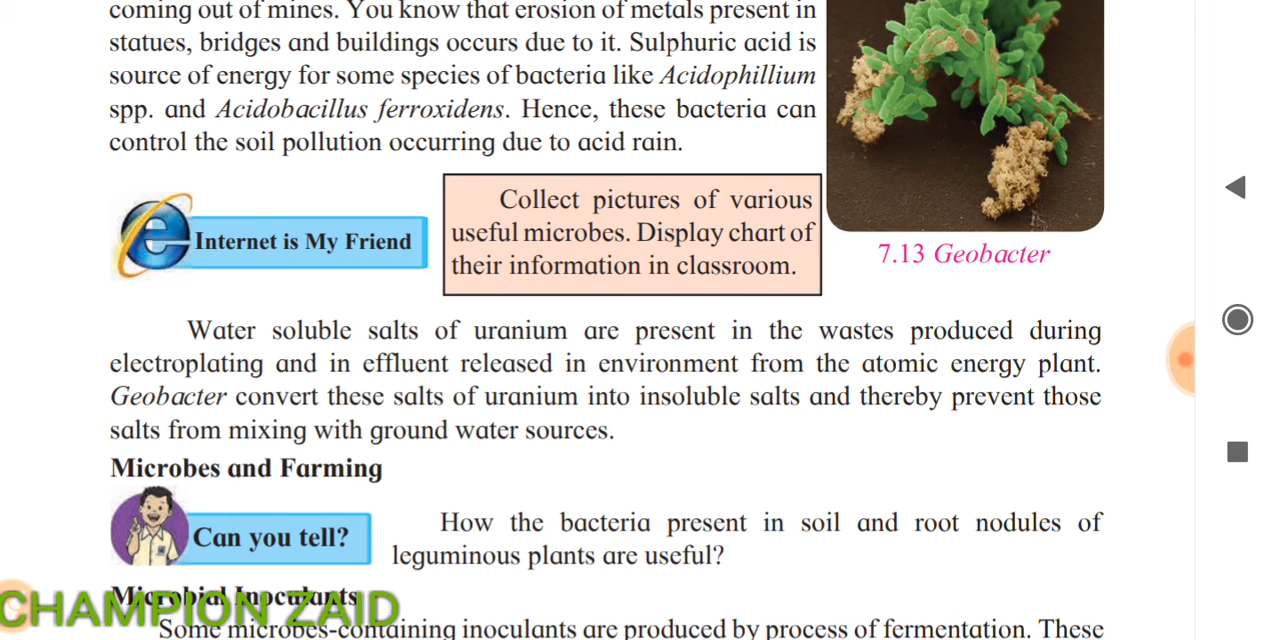 coming out of mines. You know that erosion of metals present in
statues, bridges and buildings occurs due to it. Sulphuric acid is
source of energy for some species of bacteria like Acidophillium
spp. and Acidobacillus ferroxidens. Hence, these bacteria can
control the soil pollution occurring due to acid rain.
Internet is My Friend
Collect pictures of various
useful microbes. Display chart of
their information in classroom.
7.13 Geobacter
Water soluble salts of uranium are present in the wastes produced during
electroplating and in effluent released in environment from the atomic energy plant.
Geobacter convert these salts of uranium into insoluble salts and thereby prevent those
salts from mixing with ground water sources.
Microbes and Farming
Can you tell?
How the bacteria present in soil and root nodules of
leguminous plants are useful?
Microbial Inoculants
CHAMPION ZAID
Some microbes-containing inoculants are produced by process of fermentation. These